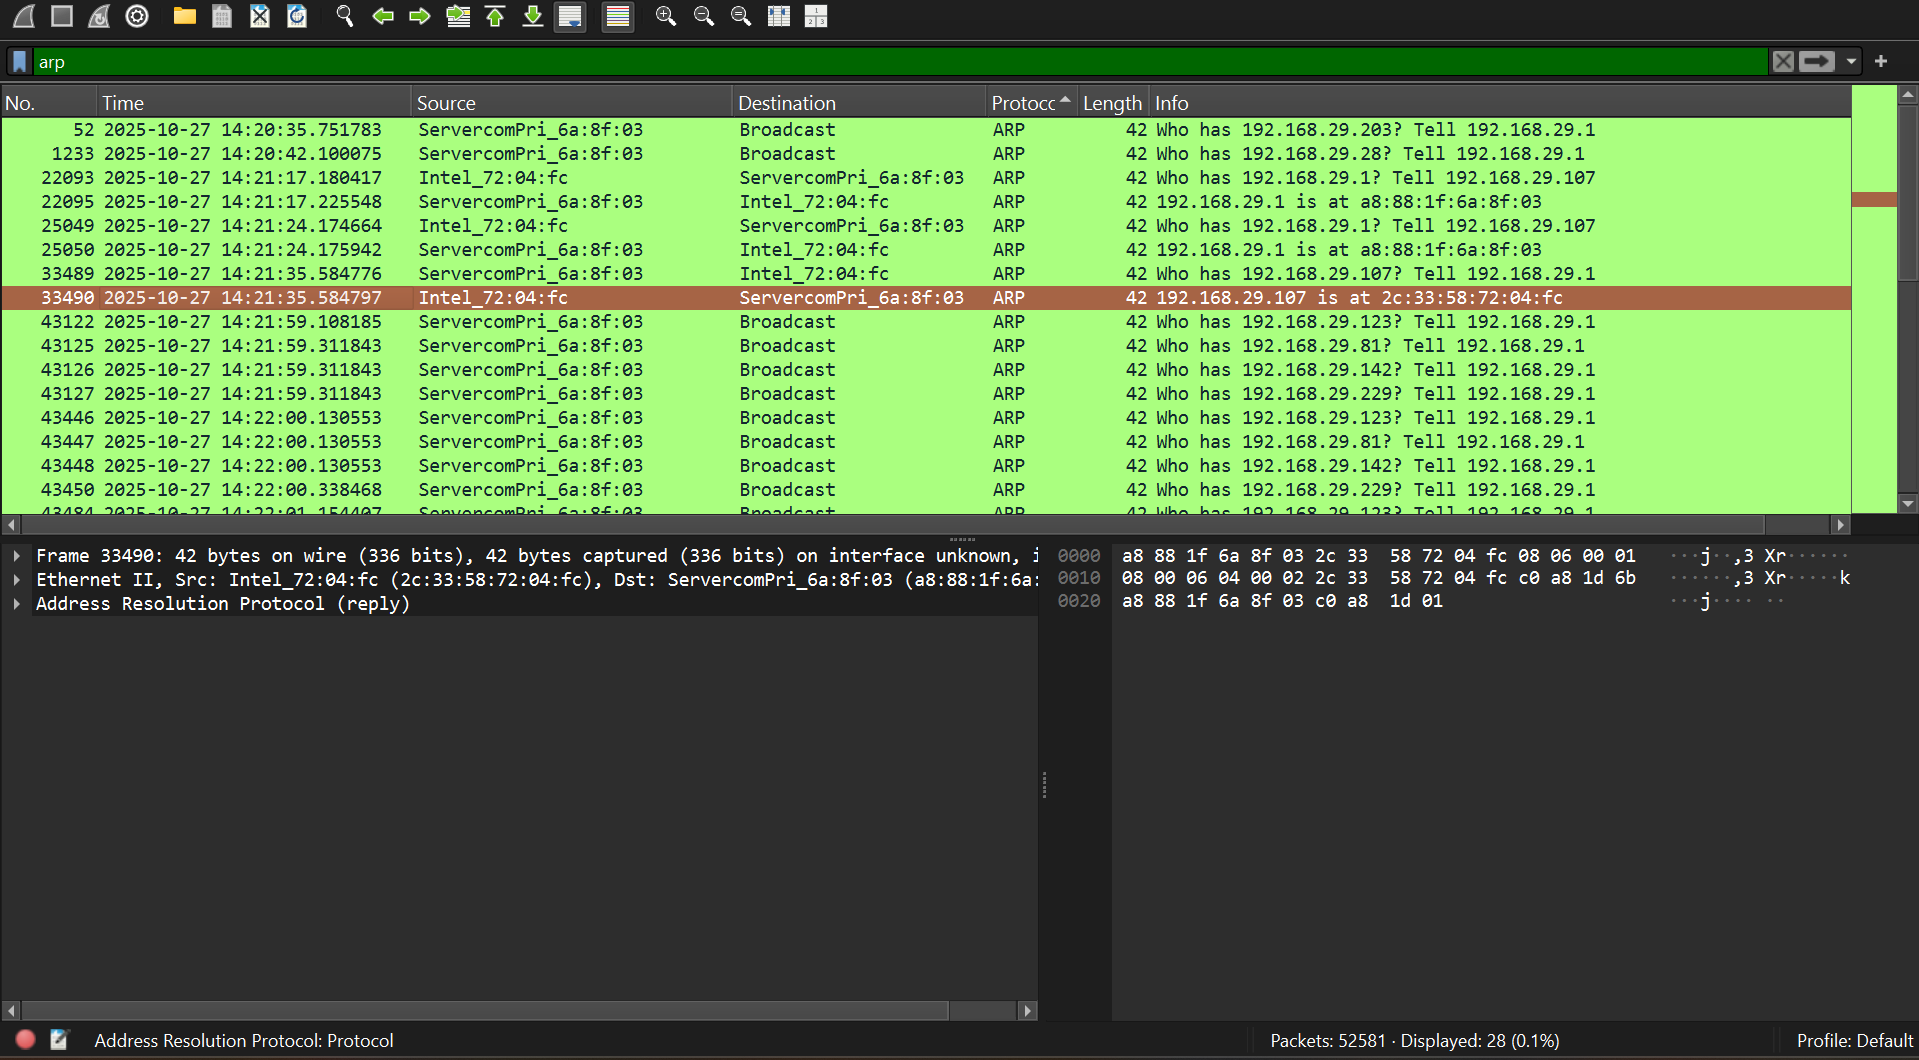 arp
No. Time Source Destination Protocc Length Info
52 2025-10-27 14:20:35.751783 ServercomPri_6a:8f:03 Broadcast ARP 42 Who has 192.168.29.203? Tell 192.168.29.1
1233 2025-10-27 14:20:42.100075 ServercomPri_6a:8f:03 Broadcast ARP 42 Who has 192.168.29.28? Tell 192.168.29.1
22093 2025-10-27 14:21:17.180417 Intel_72:04:fc ServercomPri_6a:8f:03 ARP 42 Who has 192.168.29.1? Tell 192.168.29.107
22095 2025-10-27 14:21:17.225548 ServercomPri_6a:8f:03 Intel_72:04:fc ARP 42 192.168.29.1 is at a8:88:1f:6a:8f:03
25049 2025-10-27 14:21:24.174664 Intel_72:04:fc ServercomPri_6a:8f:03 ARP 42 Who has 192.168.29.1? Tell 192.168.29.107
25050 2025-10-27 14:21:24.175942 ServercomPri_6a:8f:03 Intel_72:04:fc ARP 42 192.168.29.1 is at a8:88:1f:6a:8f:03
33489 2025-10-27 14:21:35.584776 ServercomPri_6a:8f:03 Intel_72:04:fc ARP 42 Who has 192.168.29.107? Tell 192.168.29.1
33490 2025-10-27 14:21:35.584797 Intel_72:04:fc ServercomPri_6a:8f:03 ARP 42 192.168.29.107 is at 2c:33:58:72:04:fc
43122 2025-10-27 14:21:59.108185 ServercomPri_6a:8f:03 Broadcast ARP 42 Who has 192.168.29.123? Tell 192.168.29.1
43125 2025-10-27 14:21:59.311843 ServercomPri_6a:8f:03 Broadcast ARP 42 Who has 192.168.29.81? Tell 192.168.29.1
43126 2025-10-27 14:21:59.311843 ServercomPri_6a:8f:03 Broadcast ARP 42 Who has 192.168.29.142? Tell 192.168.29.1
43127 2025-10-27 14:21:59.311843 ServercomPri_6a:8f:03 Broadcast ARP 42 Who has 192.168.29.229? Tell 192.168.29.1
43446 2025-10-27 14:22:00.130553 ServercomPri_6a:8f:03 Broadcast ARP 42 Who has 192.168.29.123? Tell 192.168.29.1
43447 2025-10-27 14:22:00.130553 ServercomPri_6a:8f:03 Broadcast ARP 42 Who has 192.168.29.81? Tell 192.168.29.1
43448 2025-10-27 14:22:00.130553 ServercomPri_6a:8f:03 Broadcast ARP 42 Who has 192.168.29.142? Tell 192.168.29.1
43450 2025-10-27 14:22:00.338468 ServercomPri_6a:8f:03 Broadcast ARP 42 Who has 192.168.29.229? Tell 192.168.29.1
43484 2025-10-27 14:22:01.154407 ServercomPri_6a:8f:03 Broadcast ARP 42 Who has 192.168.29.123? Tell 192.168.29.1
Frame 33490: 42 bytes on wire (336 bits), 42 bytes captured (336 bits) on interface unknown, i
Ethernet II, Src: Intel_72:04:fc (2c:33:58:72:04:fc), Dst: ServercomPri_6a:8f:03 (a8:88:1f:6a:
Address Resolution Protocol (reply)
0000 a8 88 1f 6a 8f 03 2c 33 58 72 04 fc 08 06 00 01 ···j··,3 Xr······
0010 08 00 06 04 00 02 2c 33 58 72 04 fc c0 a8 1d 6b ······,3 Xr·····k
0020 a8 88 1f 6a 8f 03 c0 a8 1d 01 ···j···· ··
Address Resolution Protocol: Protocol
Packets: 52581 · Displayed: 28 (0.1%)
Profile: Default